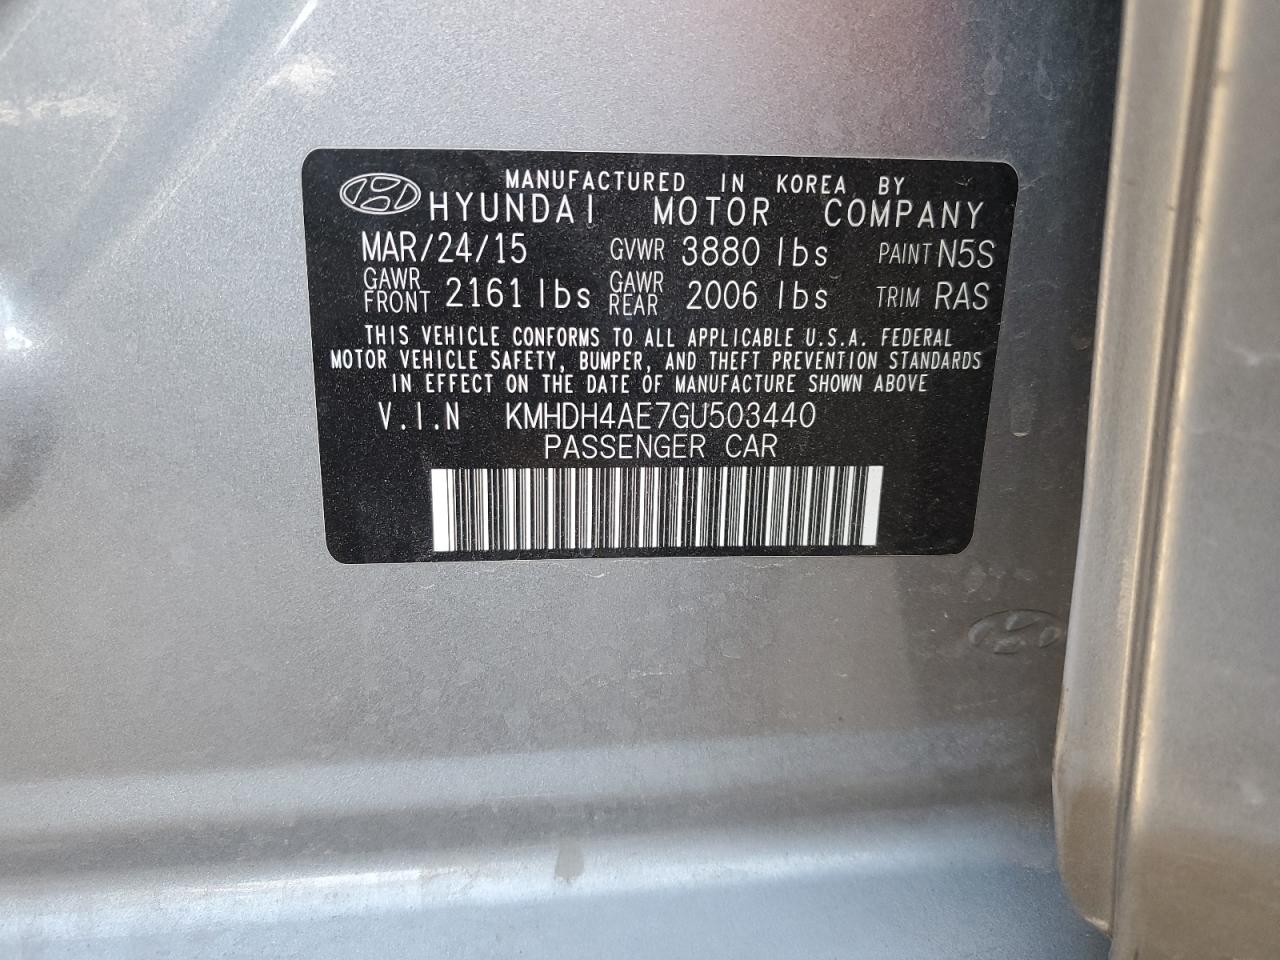 MANUFACTURED IN KOREA BY
HYUNDAI MOTOR COMPANY
MAR/24/15 GVWR 3880 lbs PAINT N5S
GAWR FRONT 2161 lbs GAWR REAR 2006 lbs TRIM RAS
THIS VEHICLE CONFORMS TO ALL APPLICABLE U.S.A. FEDERAL
MOTOR VEHICLE SAFETY, BUMPER, AND THEFT PREVENTION STANDARDS
IN EFFECT ON THE DATE OF MANUFACTURE SHOWN ABOVE
V.I.N KMHDH4AE7GU503440
PASSENGER CAR